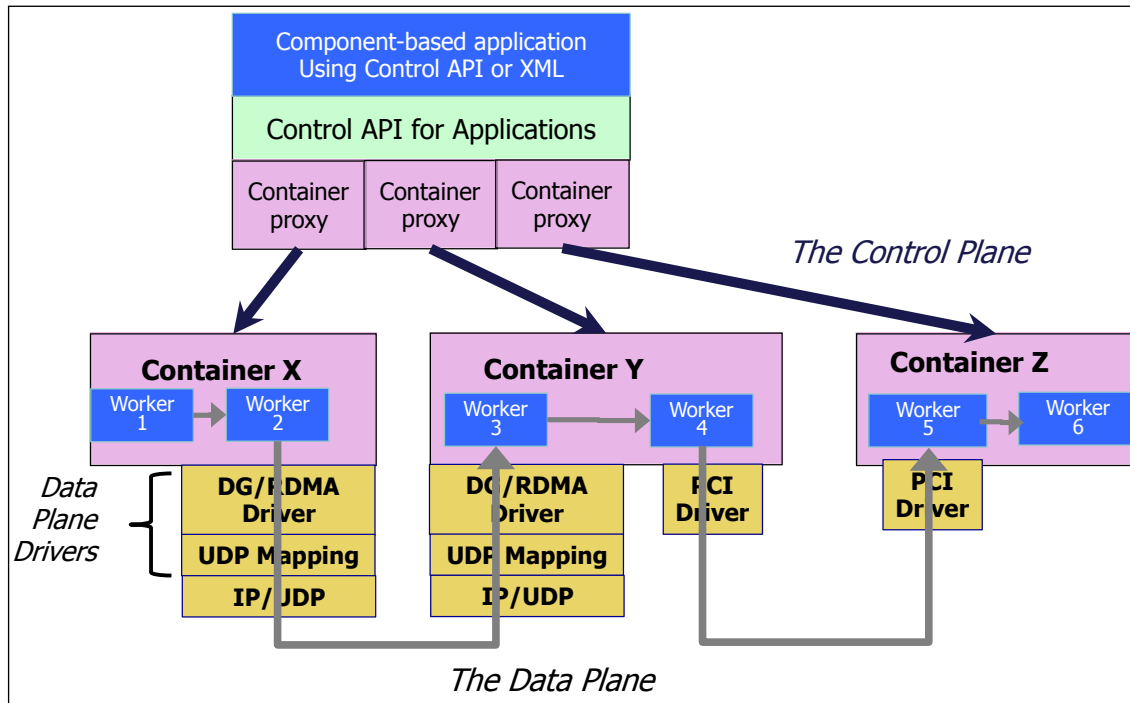 Component-based application
Using Control API or XML
Control API for Applications
Container
proxy
Container
proxy
Container
proxy
The Control Plane
Container X
Worker
1
Worker
2
Container Y
Worker
3
Worker
4
Container Z
Worker
5
Worker
6
Data
Plane
Drivers
DG/RDMA
Driver
UDP Mapping
IP/UDP
DG/RDMA
Driver
UDP Mapping
IP/UDP
PCI
Driver
PCI
Driver
The Data Plane